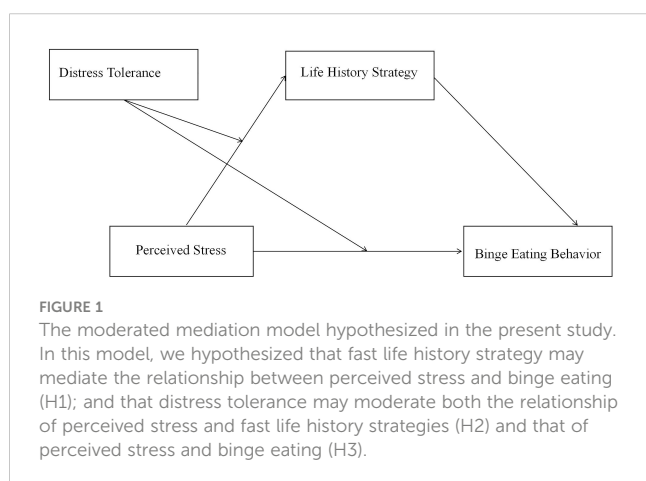 Distress Tolerance
Life History Strategy
Perceived Stress
Binge Eating Behavior
FIGURE 1
The moderated mediation model hypothesized in the present study.
In this model, we hypothesized that fast life history strategy may
mediate the relationship between perceived stress and binge eating
(H1); and that distress tolerance may moderate both the relationship
of perceived stress and fast life history strategies (H2) and that of
perceived stress and binge eating (H3).